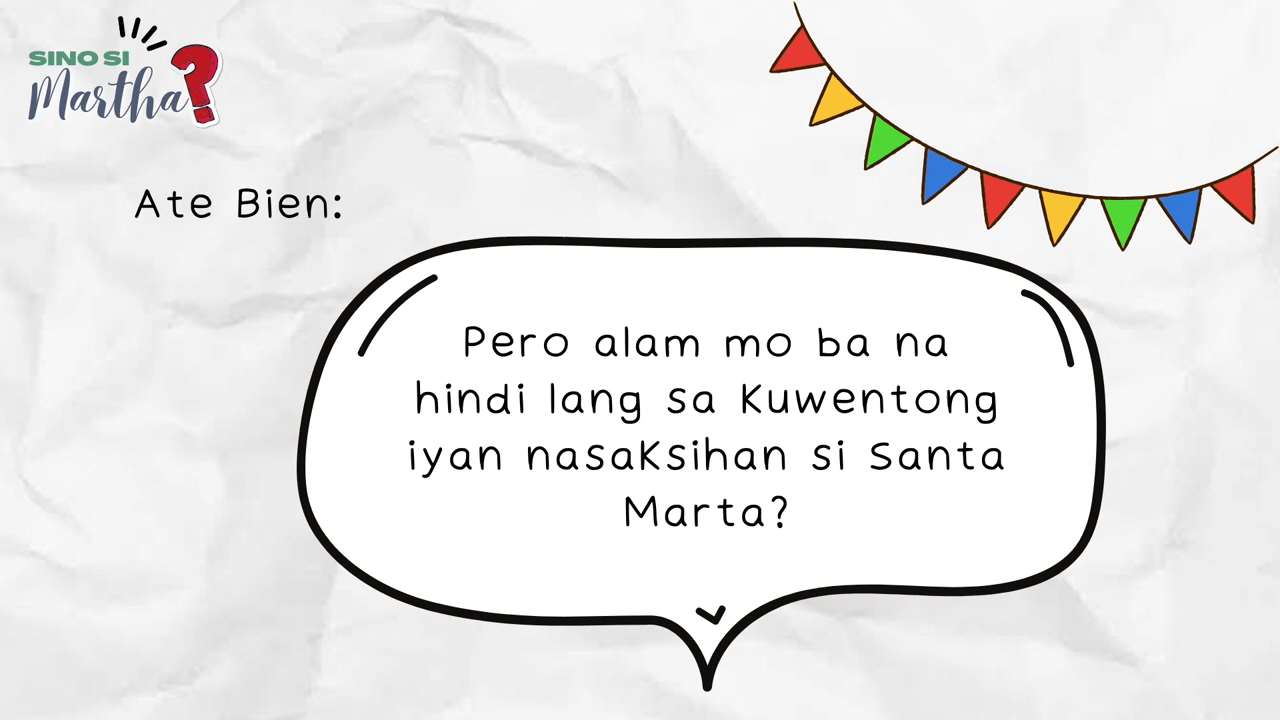 SINO SI
Martha?
Ate Bien:
Pero alam mo ba na
hindi lang sa kuwentong
iyan nasaksihan si Santa
Marta?